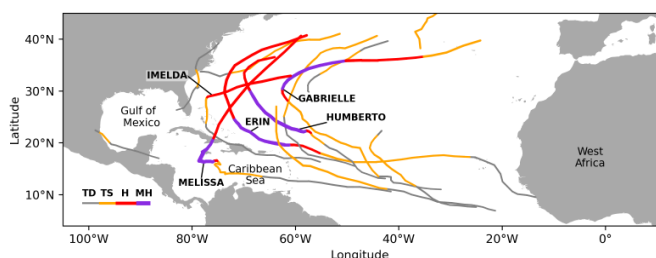 40°N
30°N
20°N
10°N
Latitude
IMELDA
Gulf of
Mexico
GABRIELLE
ERIN
HUMBERTO
West
Africa
Caribbean
Sea
MELISSA
TD TS H MH
100°W 80°W 60°W 40°W 20°W 0°
Longitude